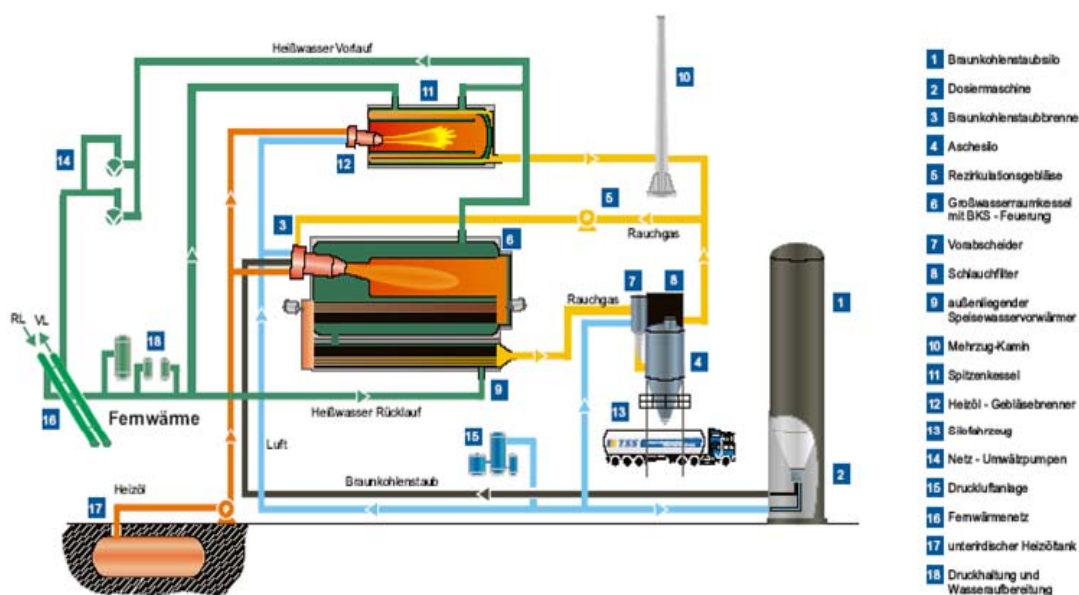 Heißwasser Vorlauf
11
10
14
12
5
3
6
Rauchgas
7
8
1
Rauchgas
RL
VL
18
4
9
16
Fernwärme
Heißwasser Rücklauf
13
Luft
15
TSS
Braunkohlenstaub
2
Heizöl
17
1 Braunkohlenstaubsilo
2 Dosiermaschine
3 Braunkohlenstaubbrenne
4 Aschesilo
5 Rezirkulationsgebläse
6 Großwasserraumkessel
mit BKS - Feuerung
7 Vorabscheider
8 Schlauchfilter
9 außenliegender
Speisewasservorwärmer
10 Mehrzug-Kamin
11 Spitzenkessel
12 Heizöl - Gebläsebrenner
13 Silofahrzeug
14 Netz - Umwälzpumpen
15 Druckluftanlage
16 Fernwärmenetz
17 unterirdischer Heizöltank
18 Druckhaltung und
Wasseraufbereitung